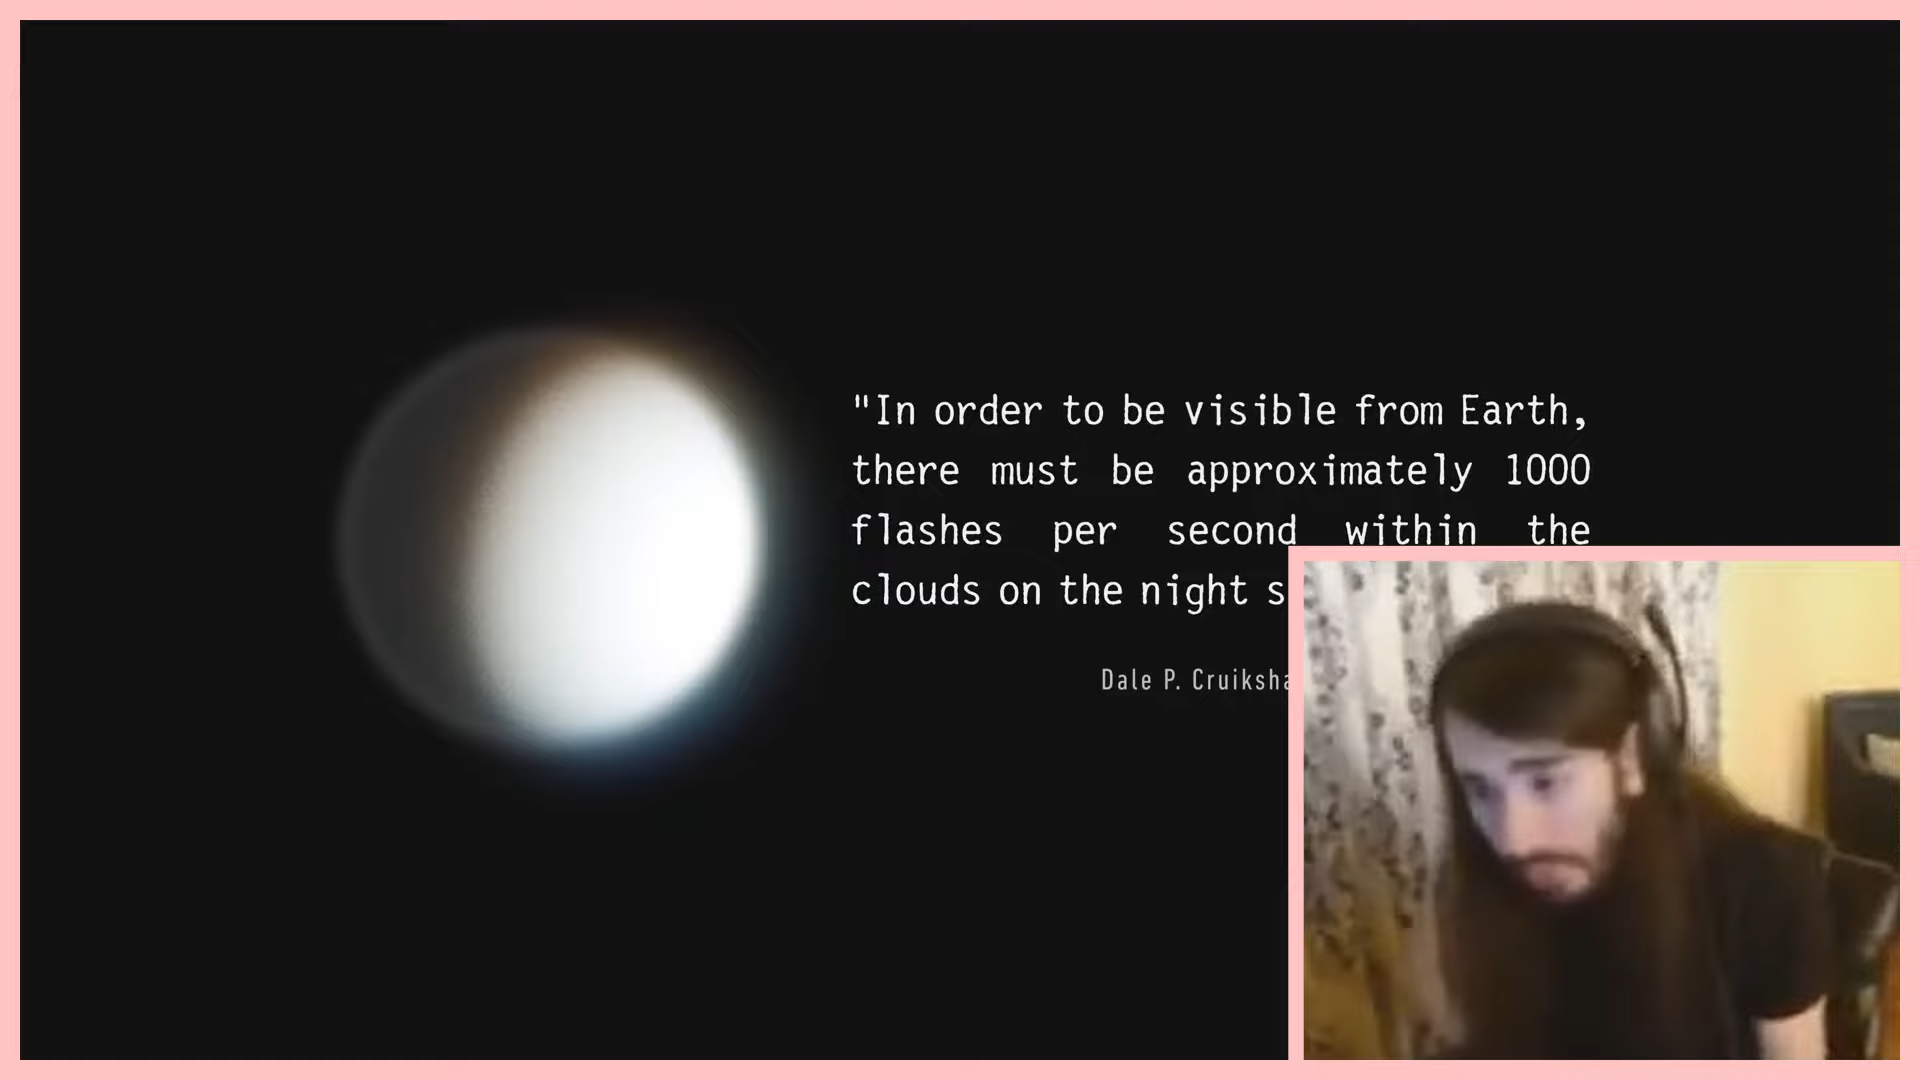 "In order to be visible from Earth,
there must be approximately 1000
flashes per second within the
clouds on the night
Dale P.